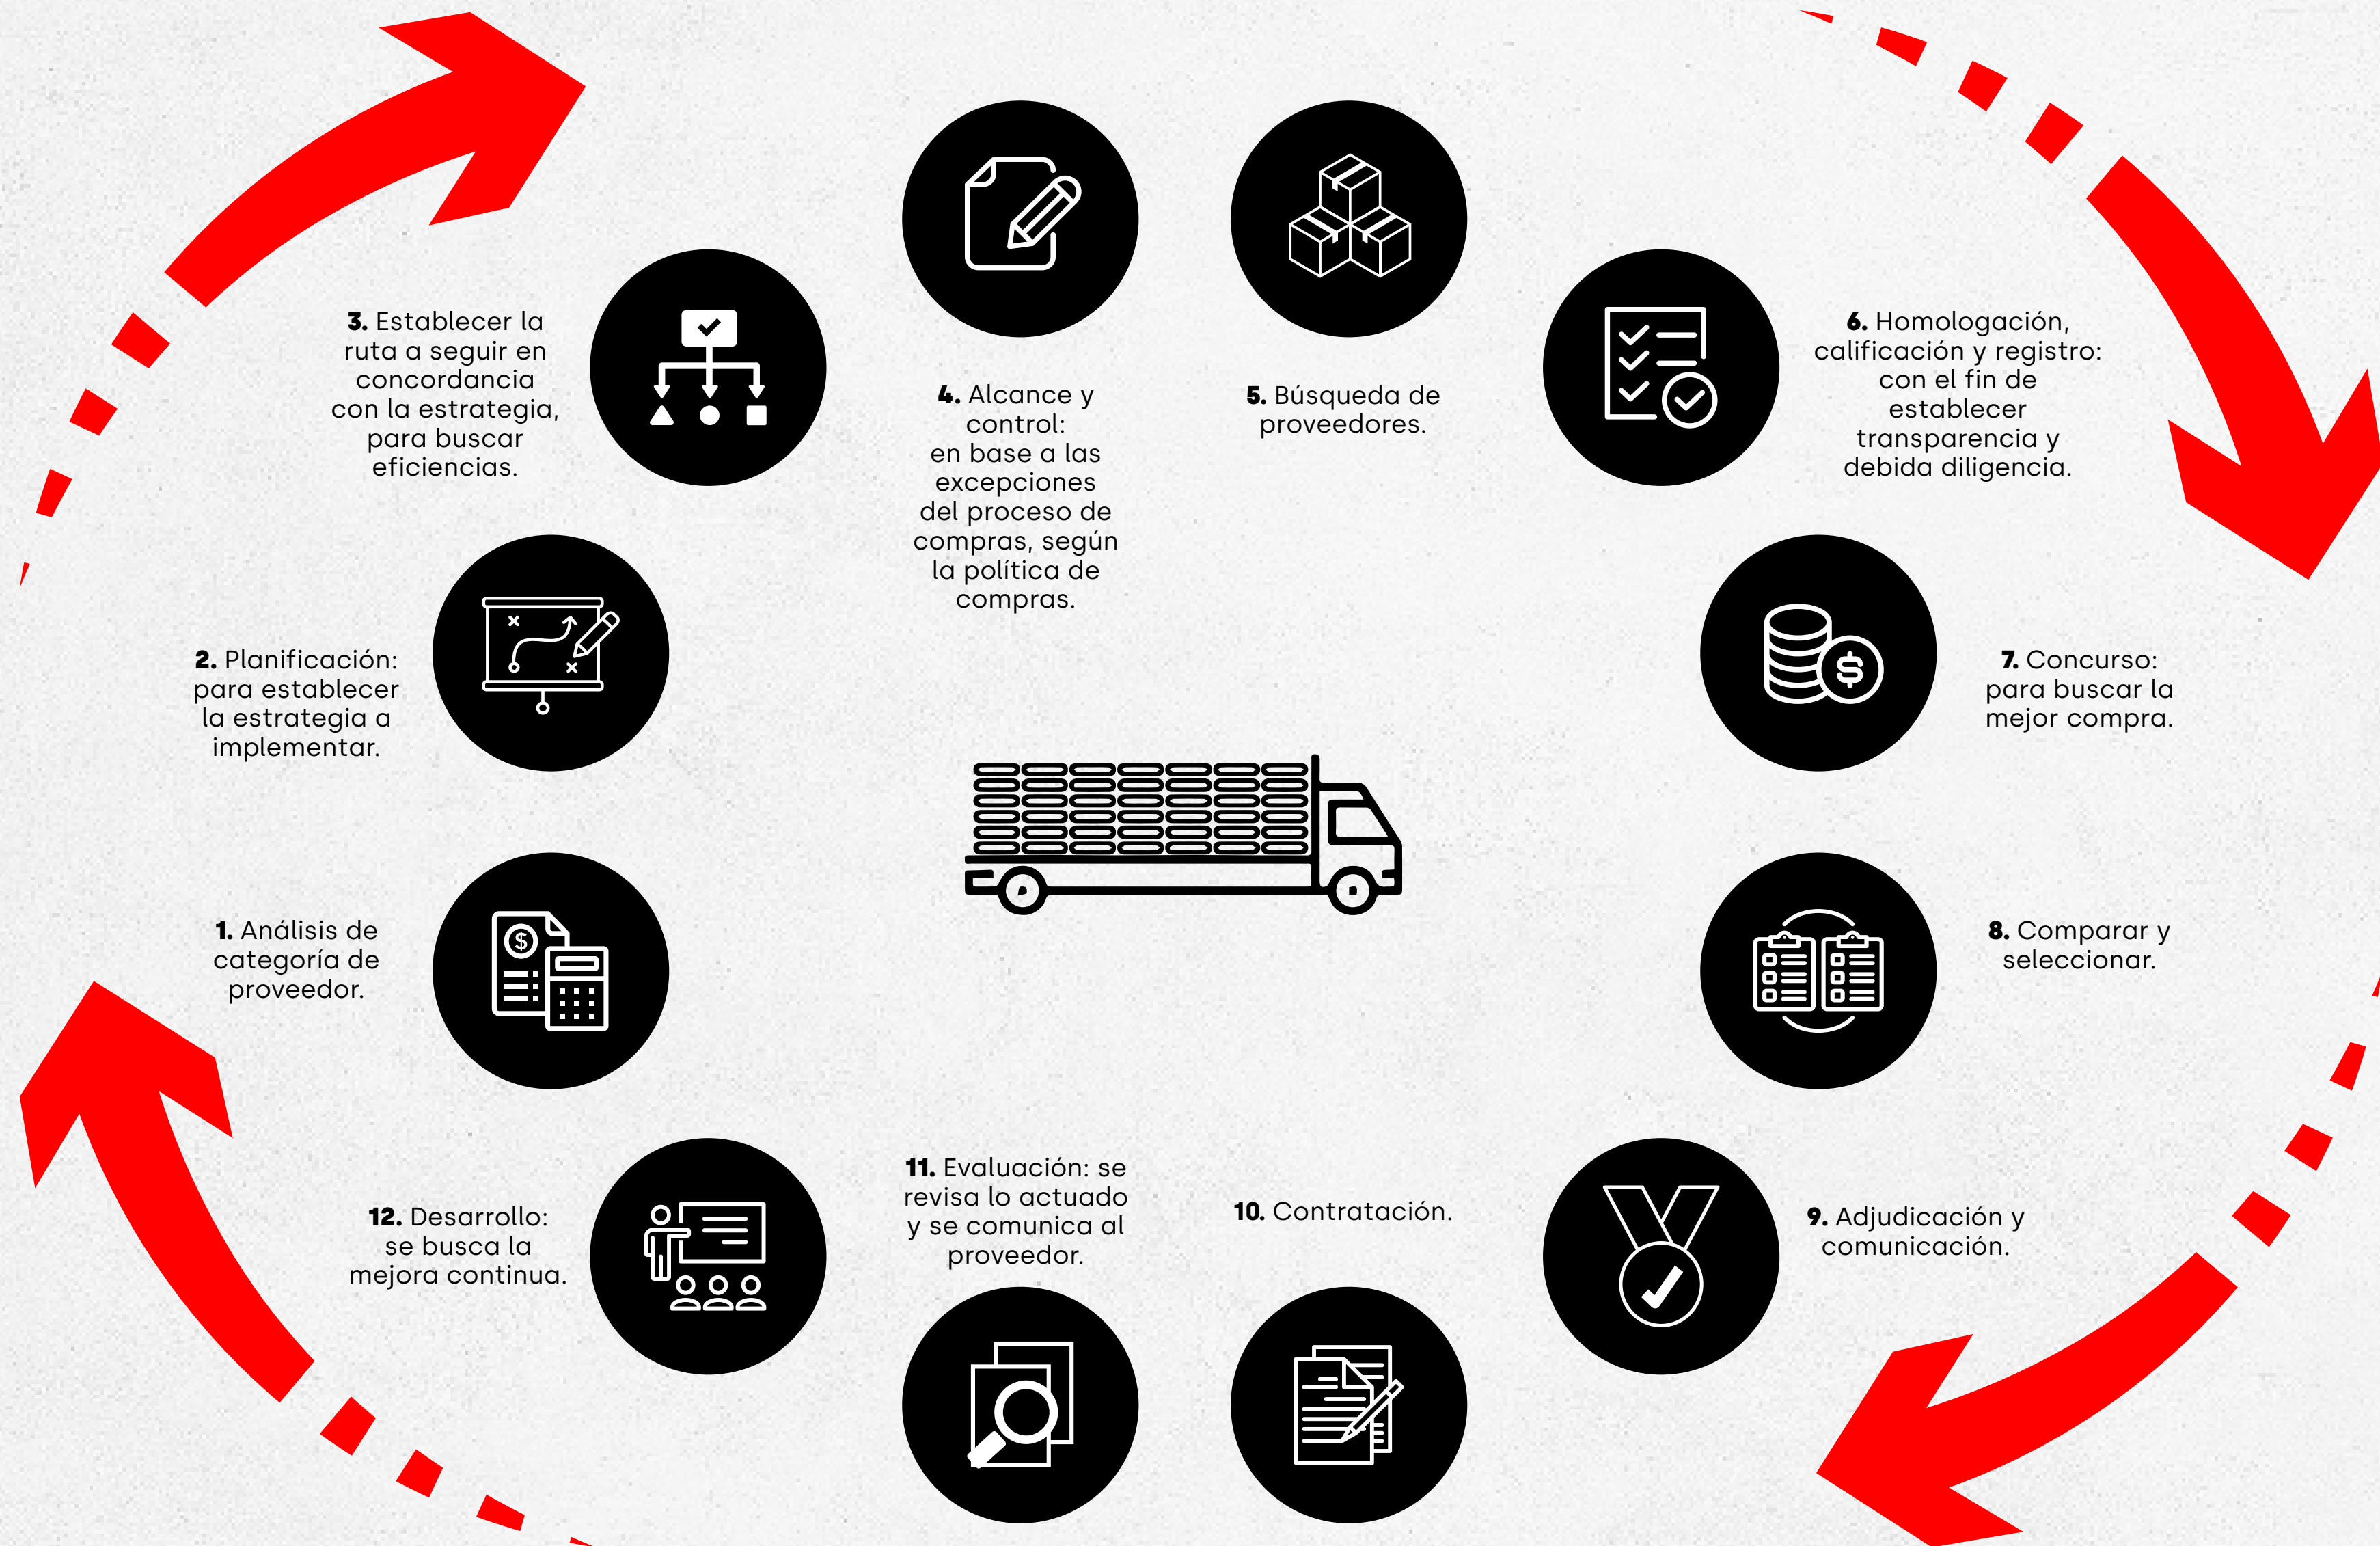 1. Análisis de
categoría de
proveedor.
2. Planificación:
para establecer
la estrategia a
implementar.
3. Establecer la
ruta a seguir en
concordancia
con la estrategia,
para buscar
eficiencias.
4. Alcance y
control:
en base a las
excepciones
del proceso de
compras, según
la política de
compras.
5. Búsqueda de
proveedores.
6. Homologación,
calificación y registro:
con el fin de
establecer
transparencia y
debida diligencia.
7. Concurso:
para buscar la
mejor compra.
8. Comparar y
seleccionar.
9. Adjudicación y
comunicación.
10. Contratación.
11. Evaluación: se
revisa lo actuado
y se comunica al
proveedor.
12. Desarrollo:
se busca la
mejora continua.